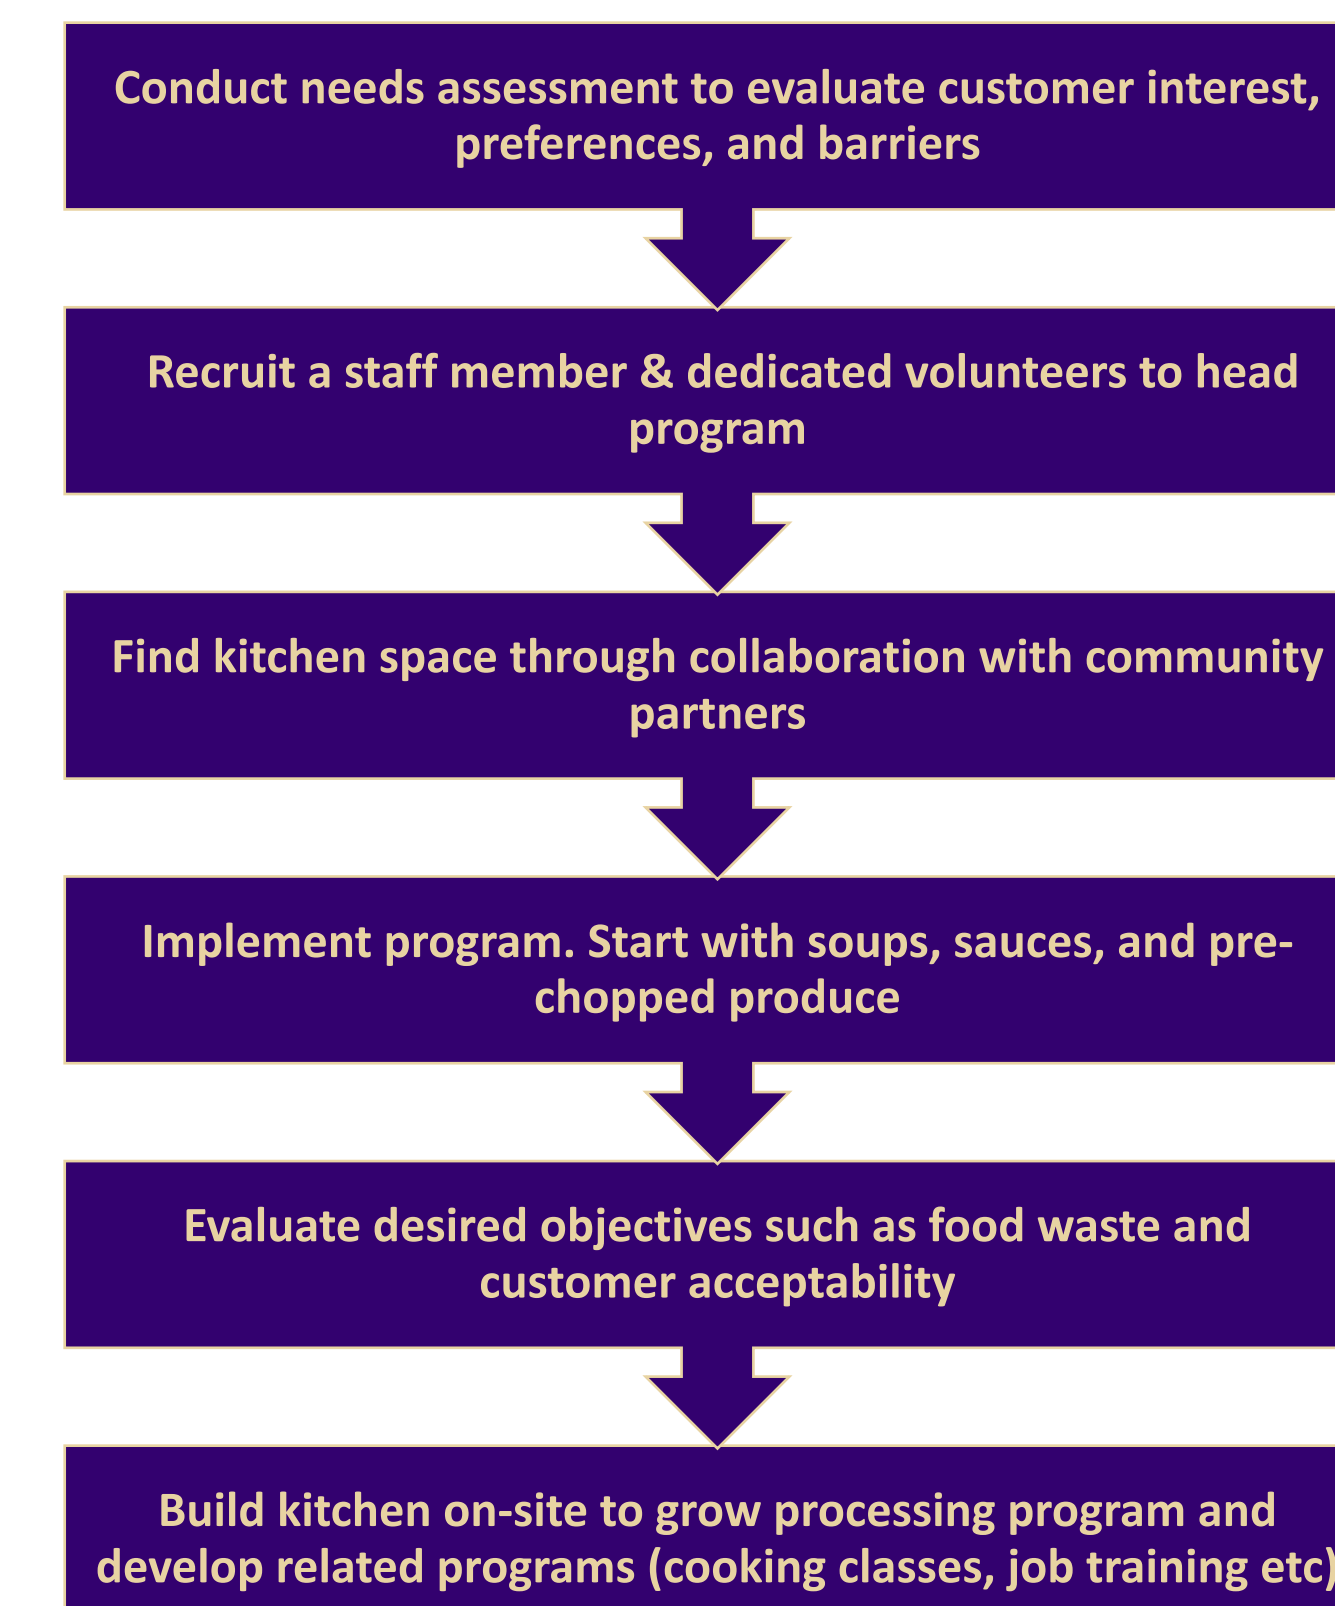 Conduct needs assessment to evaluate customer interest,
preferences, and barriers
Recruit a staff member & dedicated volunteers to head
program
Find kitchen space through collaboration with community
partners
Implement program. Start with soups, sauces, and pre-
chopped produce
Evaluate desired objectives such as food waste and
customer acceptability
Build kitchen on-site to grow processing program and
develop related programs (cooking classes, job training etc)